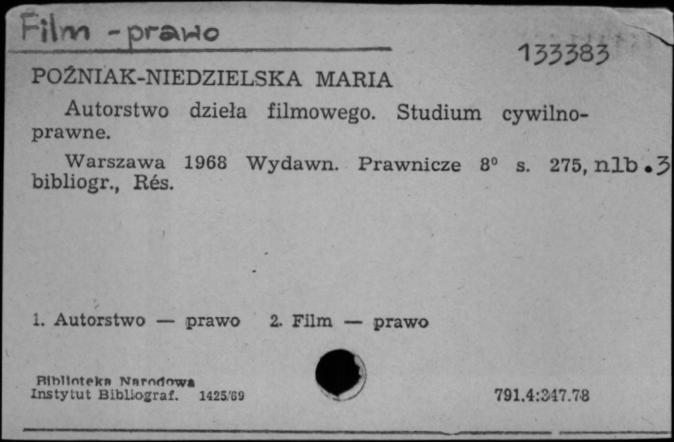 Film - prawo
133383
POŹNIAK-NIEDZIELSKA MARIA
Autorstwo dzieła filmowego. Studium cywilno-
prawne.
Warszawa 1968 Wydawn. Prawnicze 8⁰ s. 275, nlb. 3
bibliogr., Rés.
1. Autorstwo — prawo 2. Film — prawo
Biblioteka Narodowa
Instytut Bibliograf. 1425/69
791.4:347.78